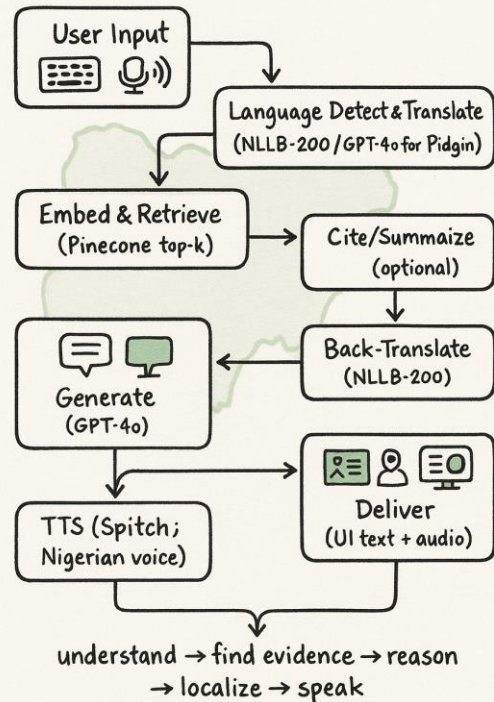 User Input
Language Detect & Translate
(NLLB-200/GPT-4o for Pidgin)
Embed & Retrieve
(Pinecone top-k)
Cite/Summaize
(optional)
Back-Translate
(NLLB-200)
Generate
(GPT-4o)
Deliver
(UI text + audio)
TTS (Spitch;
Nigerian voice)
understand → find evidence → reason
→ localize → speak